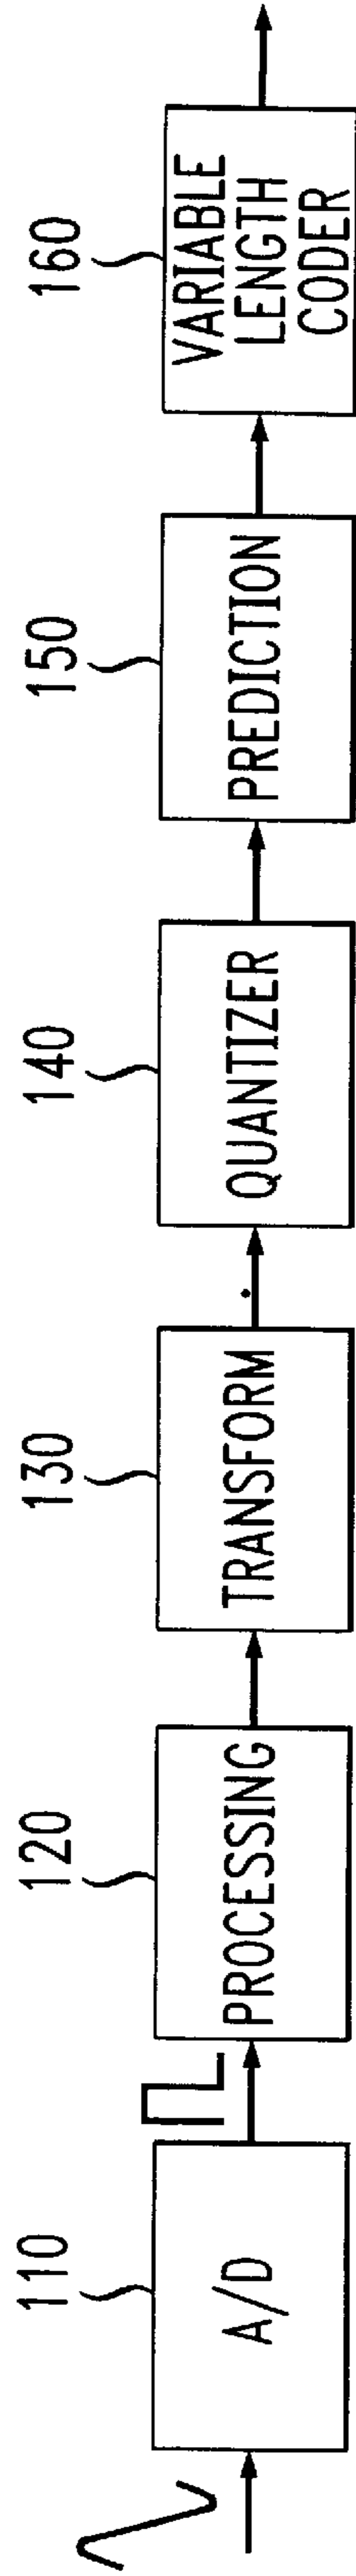 110
A/D
120
PROCESSING
130
TRANSFORM
140
QUANTIZER
150
PREDICTION
160
VARIABLE
LENGTH
CODER